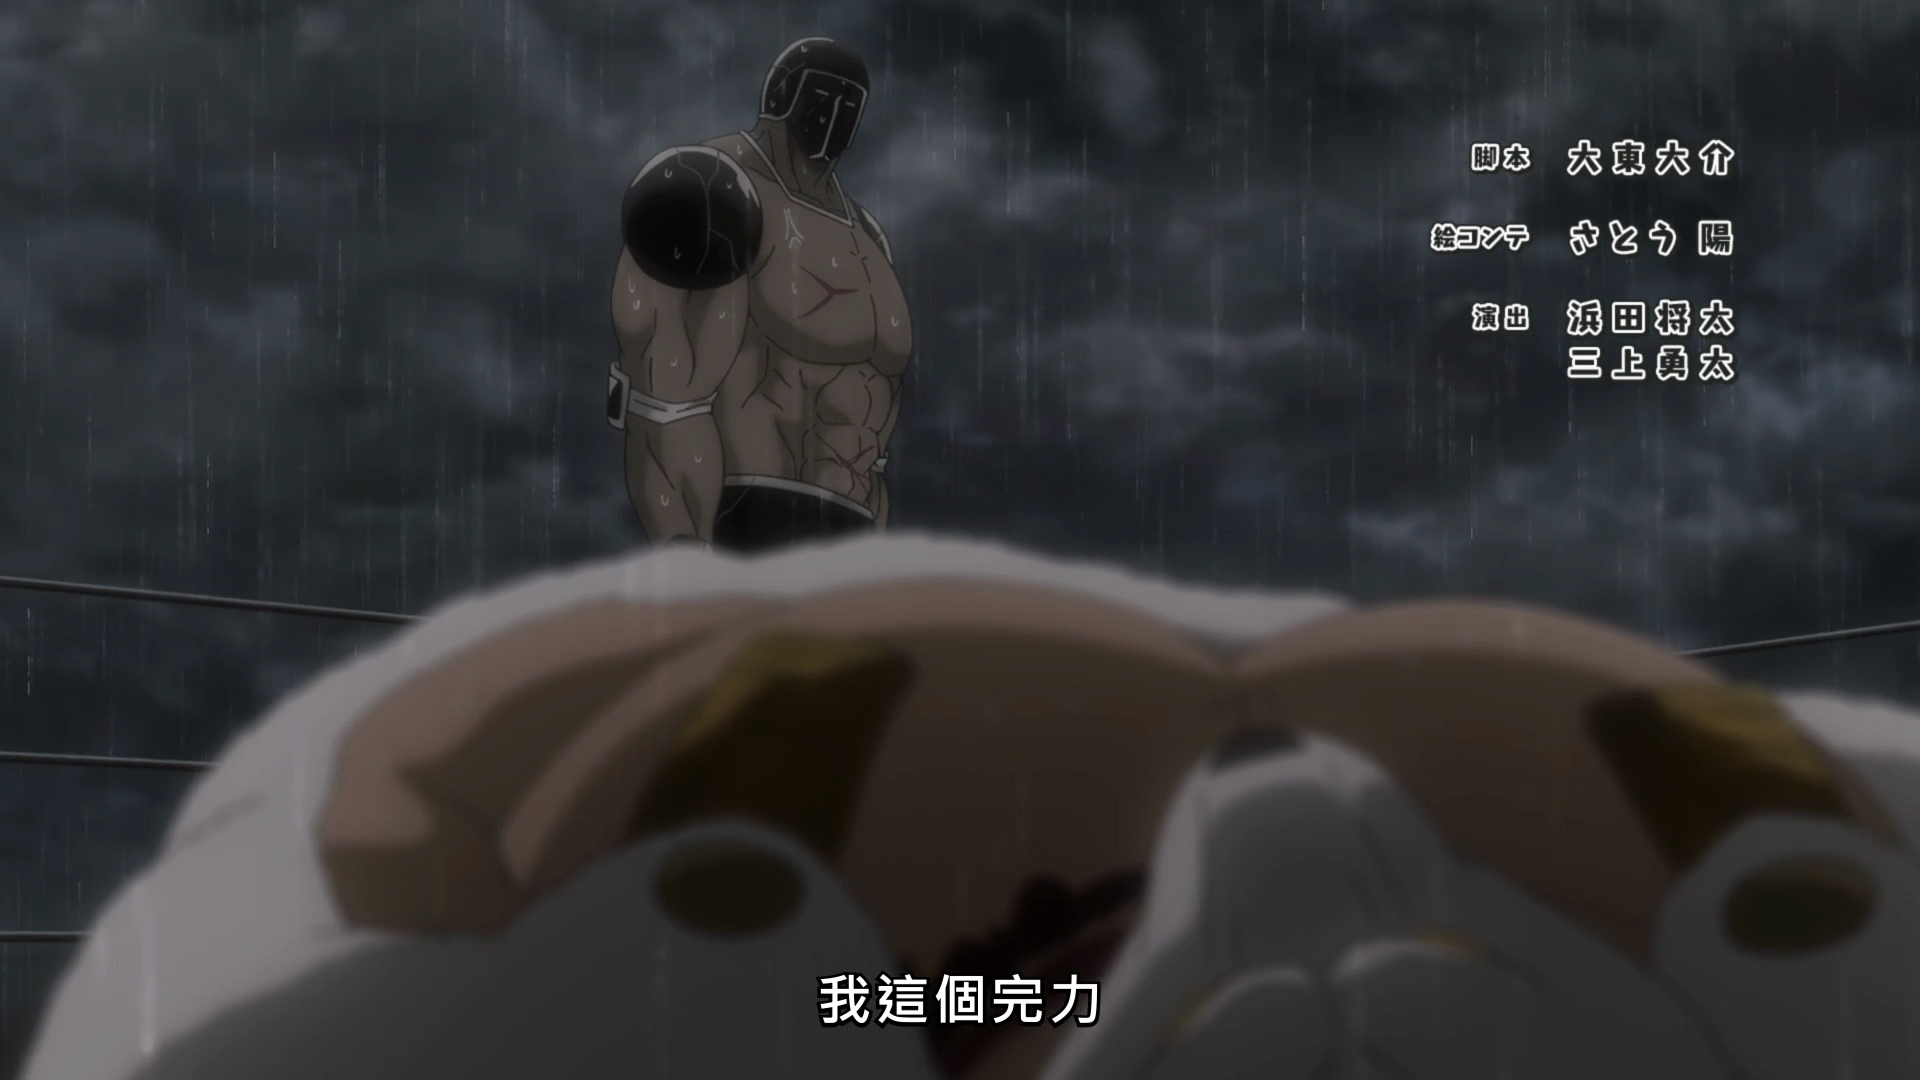 脚本 大東大介
絵コンテ さとう陽
演出 浜田将太
三上勇太
我這個完力